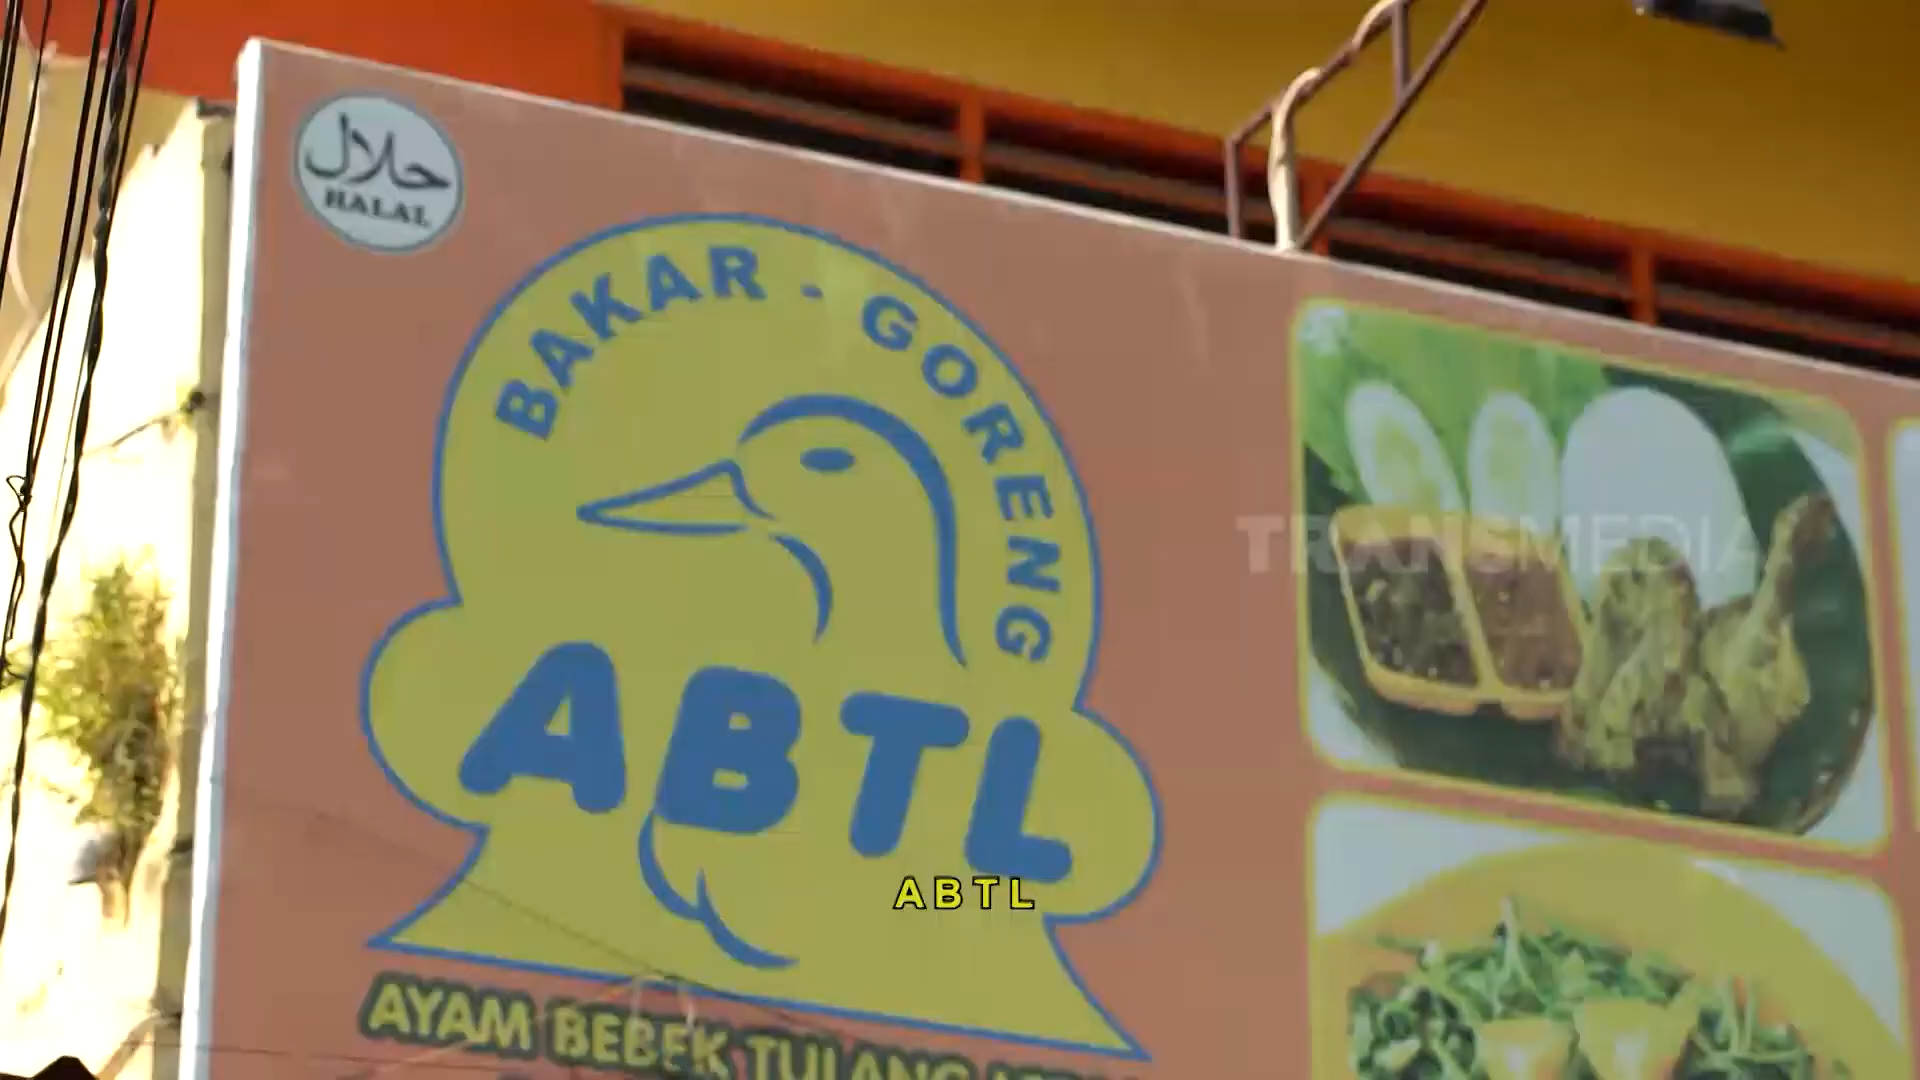 حلال
HALAL
BAKAR - GORENG
ABTL
TRANSMEDIA
ABTL
AYAM BEBEK TULANG